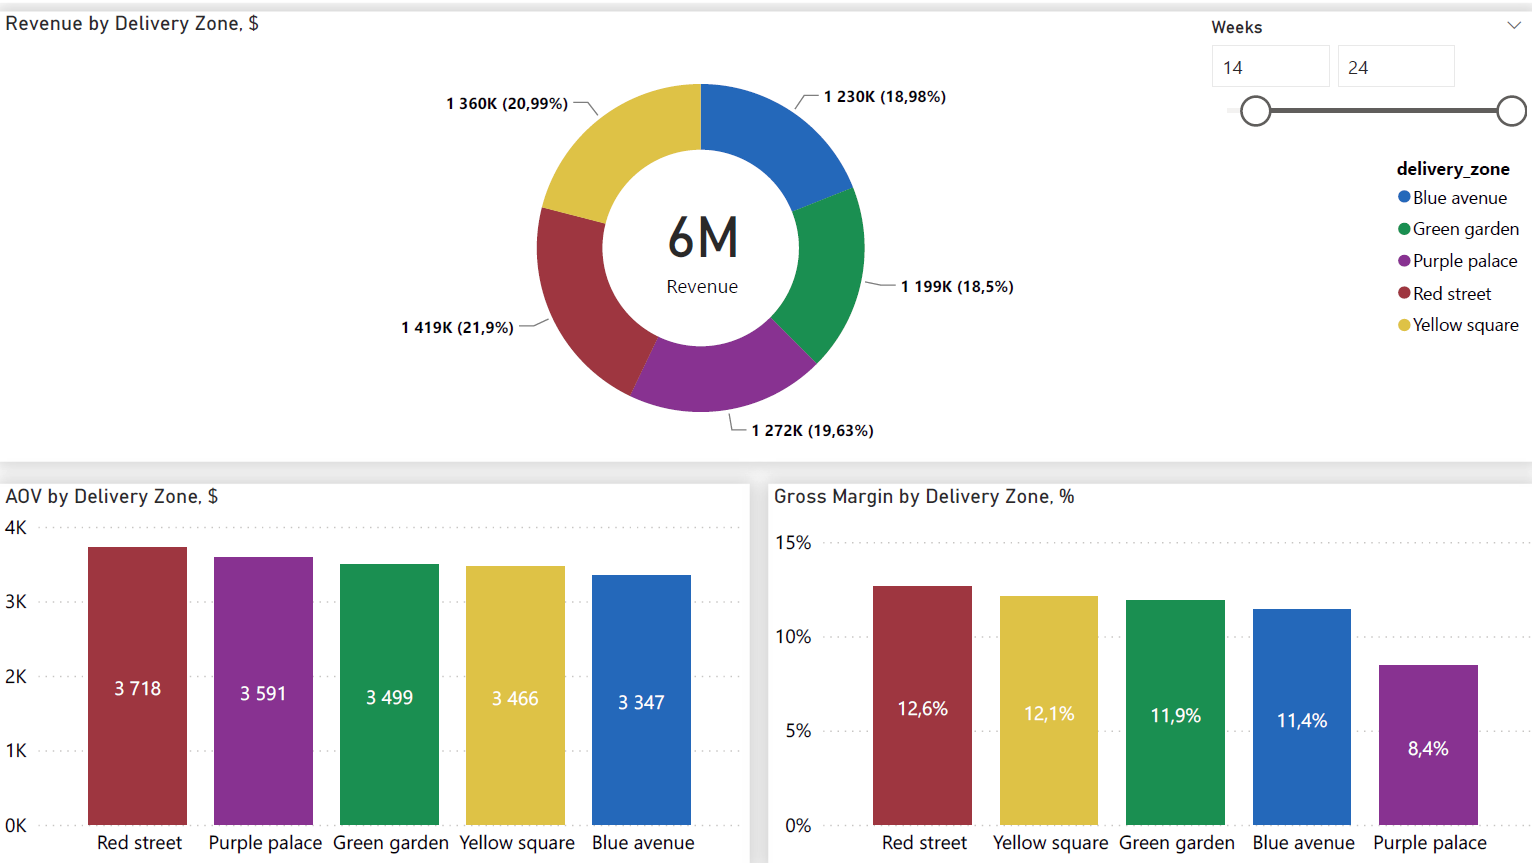 Revenue by Delivery Zone, $
Weeks
14
24
1 360K (20,99%)
1 230K (18,98%)
6M
Revenue
1 199K (18,5%)
1 419K (21,9%)
1 272K (19,63%)
delivery_zone
Blue avenue
Green garden
Purple palace
Red street
Yellow square
AOV by Delivery Zone, $
4K
3K
2K
1K
0K
3 718
3 591
3 499
3 466
3 347
Red street
Purple palace
Green garden
Yellow square
Blue avenue
Gross Margin by Delivery Zone, %
15%
10%
5%
0%
12,6%
12,1%
11,9%
11,4%
8,4%
Red street
Yellow square
Green garden
Blue avenue
Purple palace